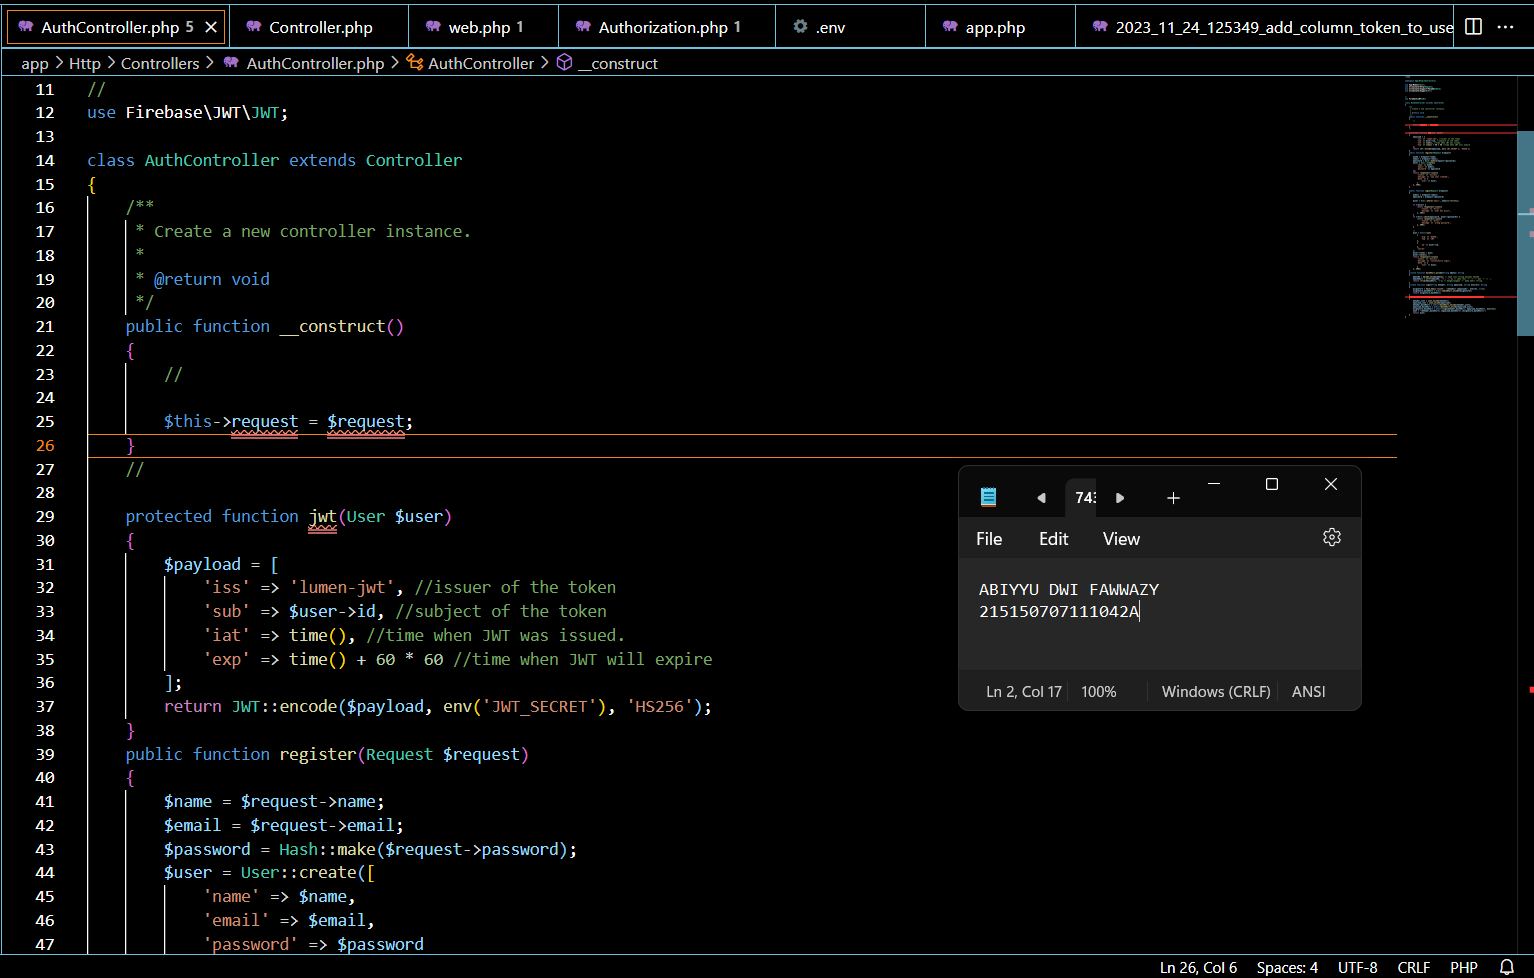 AuthController.php 5
Controller.php
web.php 1
Authorization.php 1
.env
app.php
2023_11_24_125349_add_column_token_to_use
app > Http > Controllers > AuthController.php > AuthController > __construct
11 //
12 use Firebase\JWT\JWT;
13
14 class AuthController extends Controller
15 {
16 /**
17 * Create a new controller instance.
18 *
19 * @return void
20 */
21 public function __construct()
22 {
23 //
24
25 $this->request = $request;
26 }
27 //
28
29 protected function jwt(User $user)
30 {
31 $payload = [
32 'iss' => 'lumen-jwt', //issuer of the token
33 'sub' => $user->id, //subject of the token
34 'iat' => time(), //time when JWT was issued.
35 'exp' => time() + 60 * 60 //time when JWT will expire
36 ];
37 return JWT::encode($payload, env('JWT_SECRET'), 'HS256');
38 }
39 public function register(Request $request)
40 {
41 $name = $request->name;
42 $email = $request->email;
43 $password = Hash::make($request->password);
44 $user = User::create([
45 'name' => $name,
46 'email' => $email,
47 'password' => $password
743
File Edit View
ABIYYU DWI FAWWAZY
215150707111042A
Ln 2, Col 17 100% Windows (CRLF) ANSI
Ln 26, Col 6 Spaces: 4 UTF-8 CRLF PHP